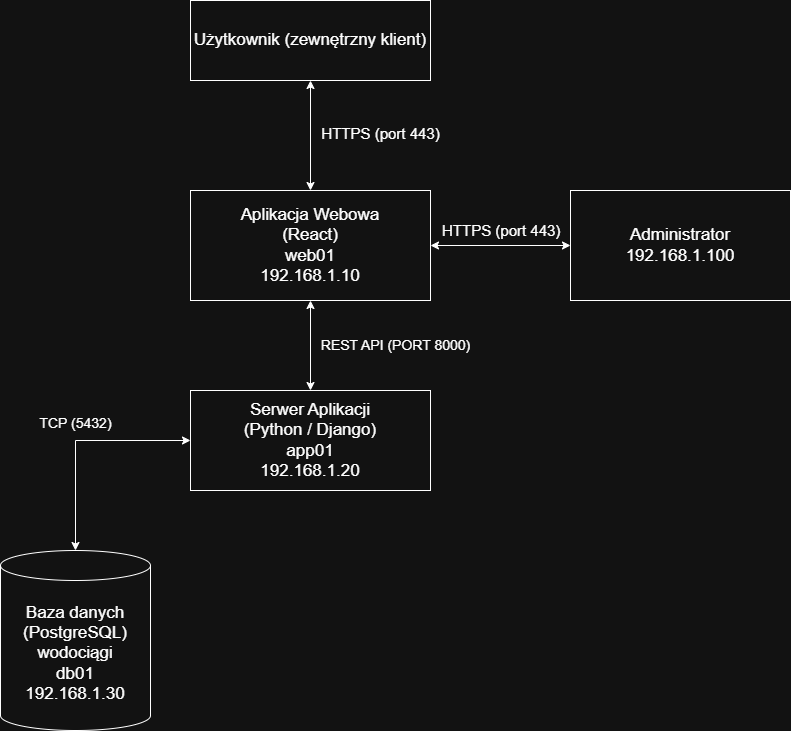 Użytkownik (zewnętrzny klient)
HTTPS (port 443)
Aplikacja Webowa
(React)
web01
192.168.1.10
HTTPS (port 443)
Administrator
192.168.1.100
REST API (PORT 8000)
Serwer Aplikacji
(Python / Django)
app01
192.168.1.20
TCP (5432)
Baza danych
(PostgreSQL)
wodociągi
db01
192.168.1.30